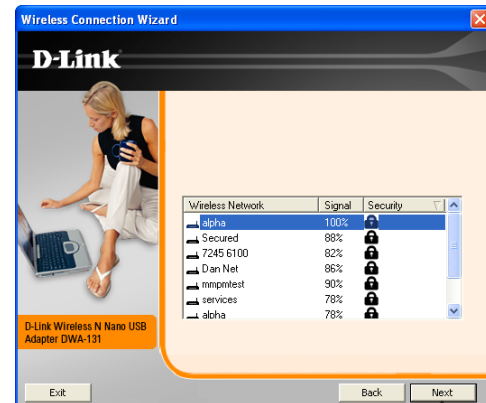 Wireless Connection Wizard
D-Link
Wireless Network Signal Security
alpha 100%
Secured 88%
7245 6100 82%
Dan Net 86%
mmpmtest 90%
services 78%
alpha 78%
D-Link Wireless N Nano USB
Adapter DWA-131
Exit Back Next